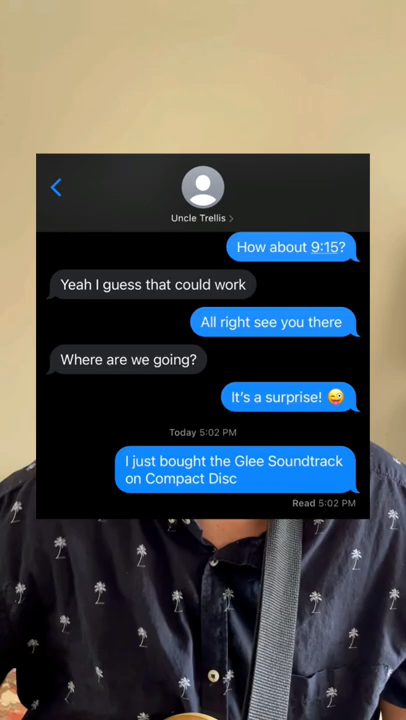 Uncle Trellis
How about 9:15?
Yeah I guess that could work
All right see you there
Where are we going?
It's a surprise! 😜
Today 5:02 PM
I just bought the Glee Soundtrack
on Compact Disc
Read 5:02 PM